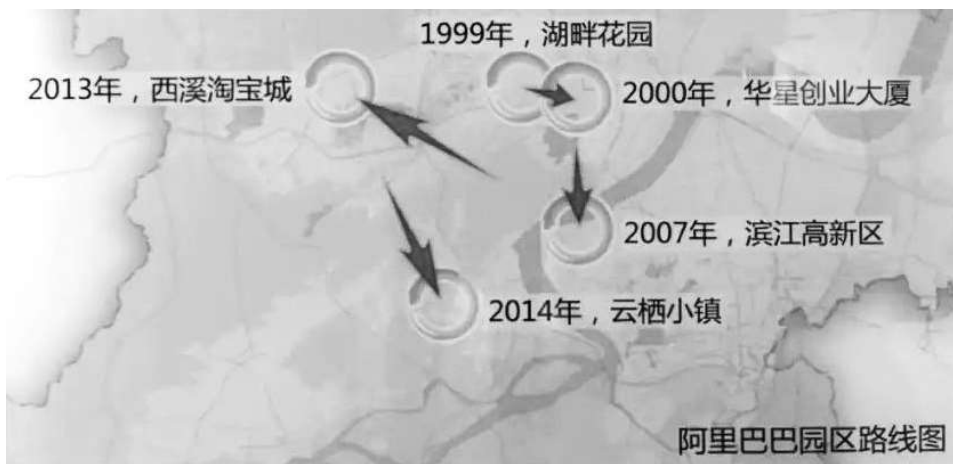 1999年，湖畔花园
2013年，西溪淘宝城
2000年，华星创业大厦
2007年，滨江高新区
2014年，云栖小镇
阿里巴巴园区路线图